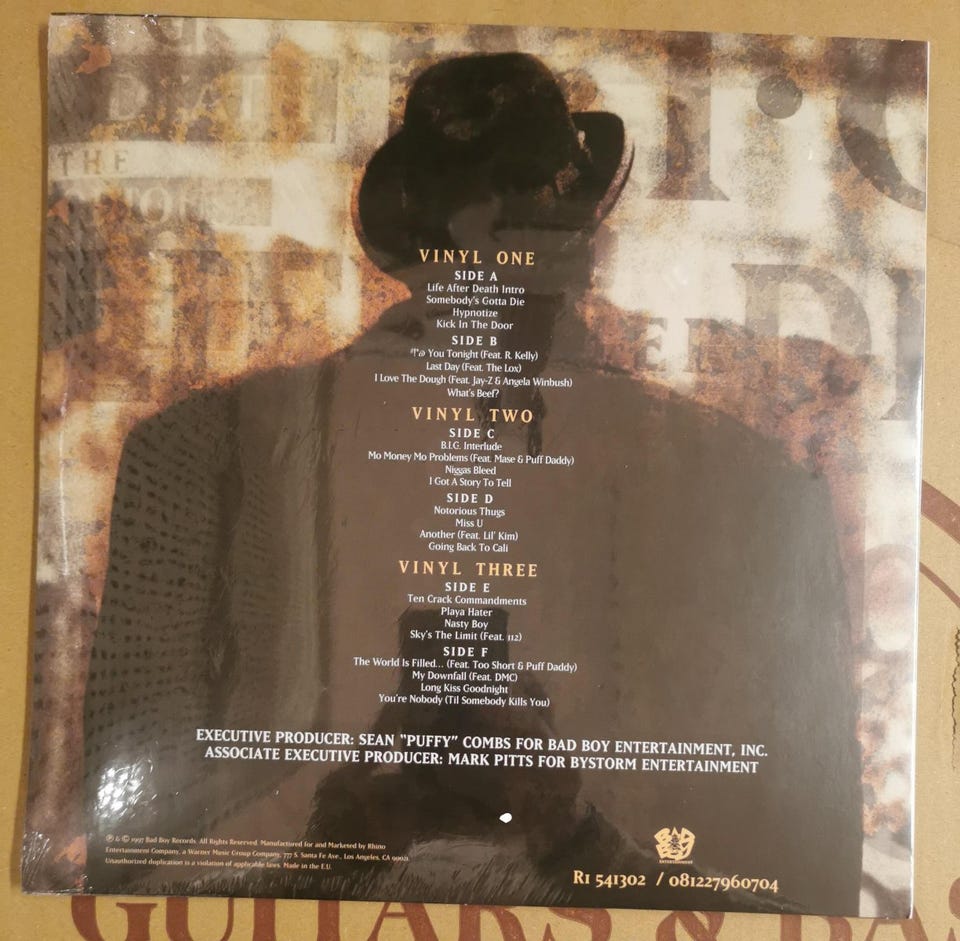 THE
VINYL ONE
SIDE A
Life After Death Intro
Somebody's Gotta Die
Hypnotize
Kick In The Door
SIDE B
You Tonight (Feat. R. Kelly)
Last Day (Feat. The Lox)
I Love The Dough (Feat. Jay-Z & Angela Winbush)
What's Beef?
VINYL TWO
SIDE C
B.I.G. Interlude
Mo Money Mo Problems (Feat. Mase & Puff Daddy)
Niggas Bleed
I Got A Story To Tell
SIDE D
Notorious Thugs
Miss U
Another (Feat. Lil' Kim)
Going Back To Cali
VINYL THREE
SIDE E
Ten Crack Commandments
Playa Hater
Nasty Boy
Sky's The Limit (Feat. 112)
SIDE F
The World Is Filled... (Feat. Too Short & Puff Daddy)
My Downfall (Feat. DMC)
Long Kiss Goodnight
You're Nobody (Til Somebody Kills You)
EXECUTIVE PRODUCER: SEAN "PUFFY" COMBS FOR BAD BOY ENTERTAINMENT, INC.
ASSOCIATE EXECUTIVE PRODUCER: MARK PITTS FOR BYSTORM ENTERTAINMENT
℗ & © 1997 Bad Boy Records. All Rights Reserved. Manufactured for and Marketed by Rhino
Entertainment Company, a Warner Music Group Company, 777 S. Santa Fe Ave., Los Angeles, CA 90021.
Unauthorized duplication is a violation of applicable laws. Made in the E.U.
BAD BOY
ENTERTAINMENT
R1 541302 / 081227960704
GUITARS & BAS